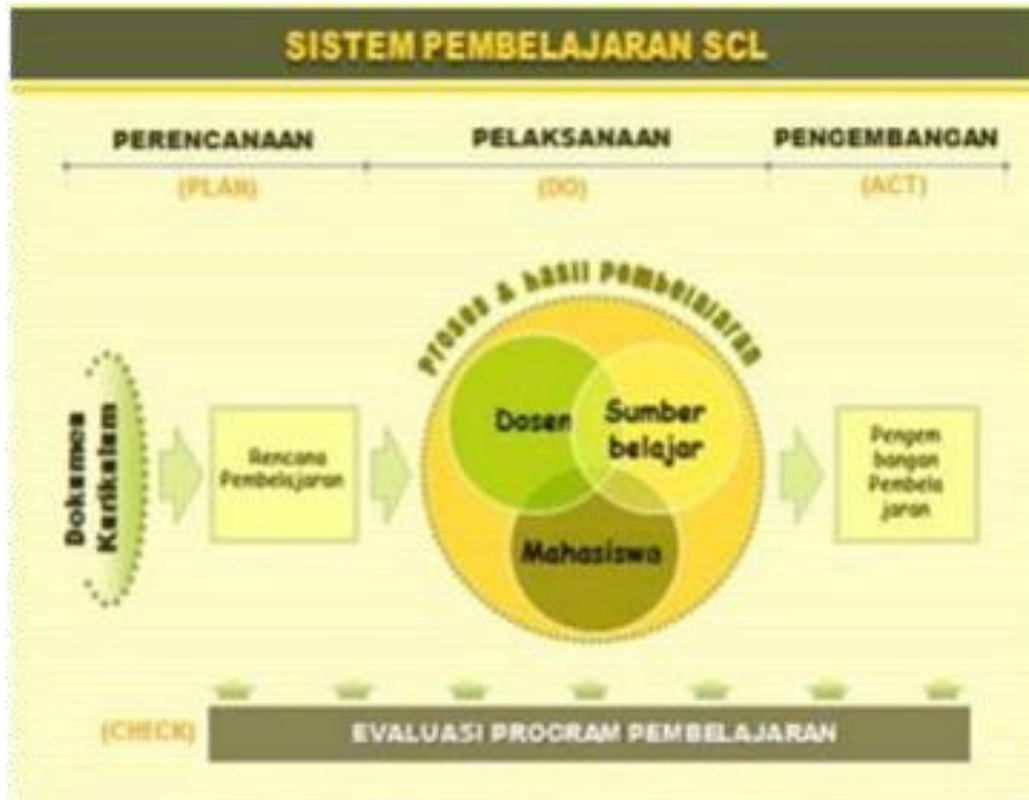 SISTEM PEMBELAJARAN SCL
PERENCANAAN
PELAKSANAAN
PENGEMBANGAN
(PLAN)
(DO)
(ACT)
Proses & hasil Pembelajaran
Dokumen
Kurikulum
Rencana
Pembelajaran
Dosen
Sumber
belajar
Mahasiswa
Pengem
bangan
Pembela
jaran
(CHECK)
EVALUASI PROGRAM PEMBELAJARAN